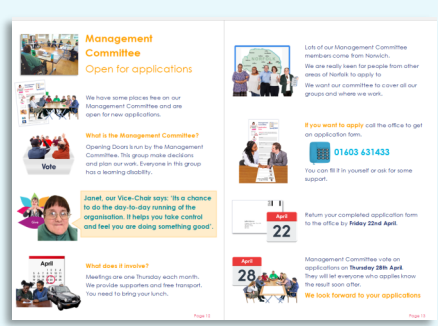 Management
Committee
Open for applications
We have some places free on our
Management Committee and are
open for new applications.
What is the Management Committee?
Opening Doors is run by the Management
Committee. This group make decisions
and plan our work. Everyone in this group
has a learning disability.
Vote
Janet, our Vice-Chair says: 'Its a chance
to do the day-to-day running of the
organisation. It helps you take control
and feel you are doing something good'.
April
What does it involve?
Meetings are one Thursday each month.
We provide supporters and free transport.
You need to bring your lunch.
Page 12
Lots of our Management Committee
members come from Norwich.
We are really keen for people from other
areas of Norfolk to apply to
We want our committee to cover all our
groups and where we work.
If you want to apply call the office to get
an application form.
01603 631433
You can fill it in yourself or ask for some
support.
April
22
Return your completed application form
to the office by Friday 22nd April.
April
28
Management Committee vote on
applications on Thursday 28th April.
They will let everyone who applies know
the result soon after.
We look forward to your applications
Page 13